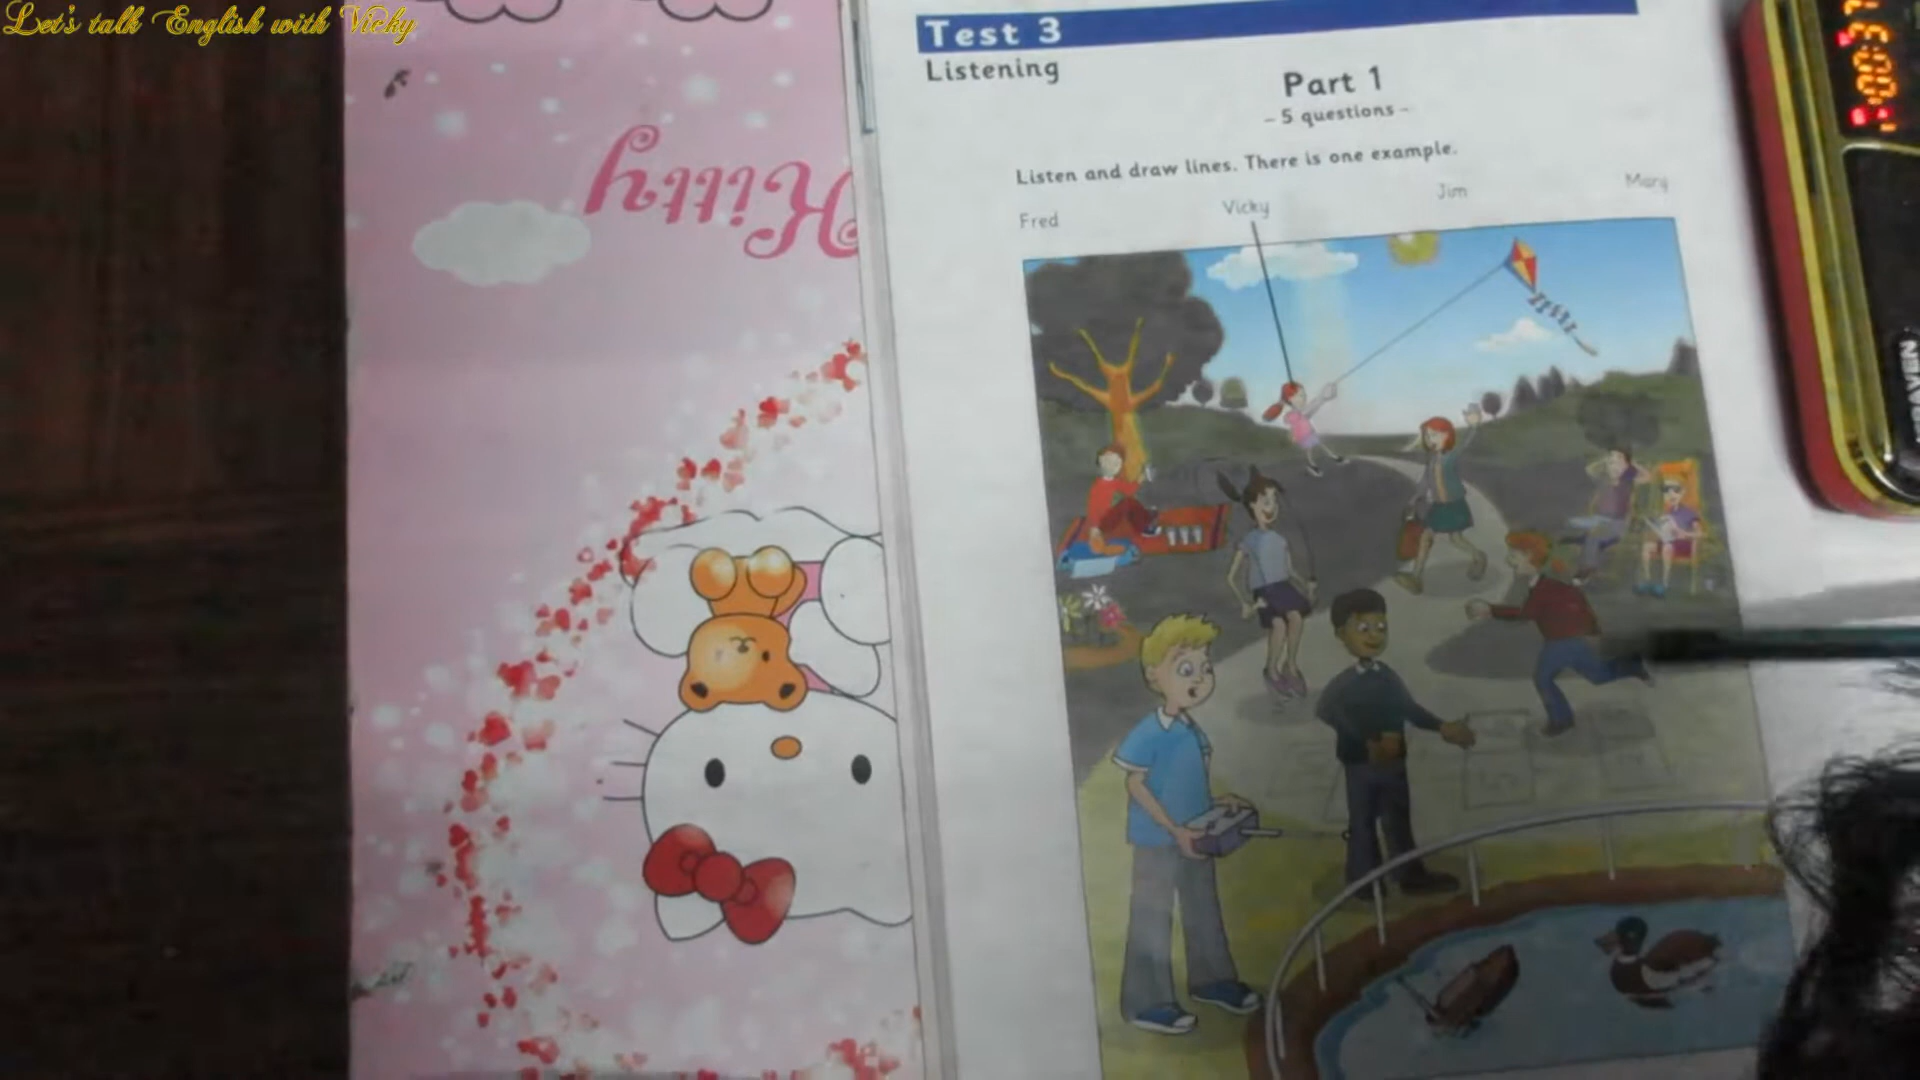 Let's talk English with Vicky
Kitty
Test 3
Listening
Part 1
– 5 questions –
Listen and draw lines. There is one example.
Fred Vicky Jim Mary